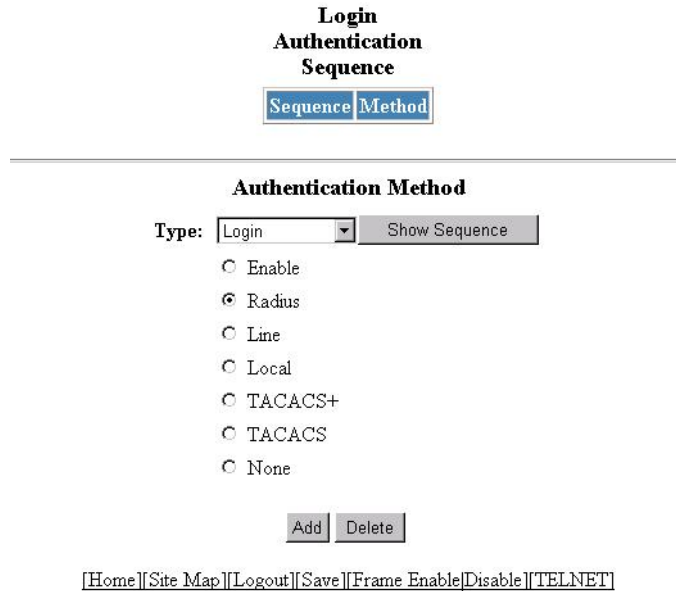 Login
Authentication
Sequence
Sequence Method
Authentication Method
Type: Login Show Sequence
Enable
Radius
Line
Local
TACACS+
TACACS
None
Add Delete
[Home][Site Map][Logout][Save][Frame Enable|Disable][TELNET]